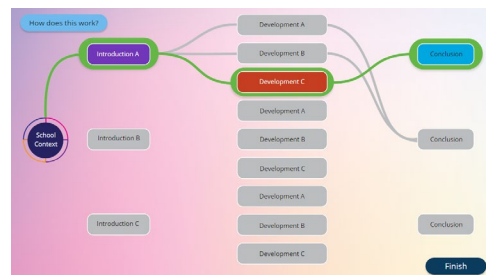 How does this work?
Development A
Introduction A
Development B
Conclusion
Development C
Development A
School
Context
Introduction B
Development B
Conclusion
Development C
Development A
Introduction C
Development B
Conclusion
Development C
Finish